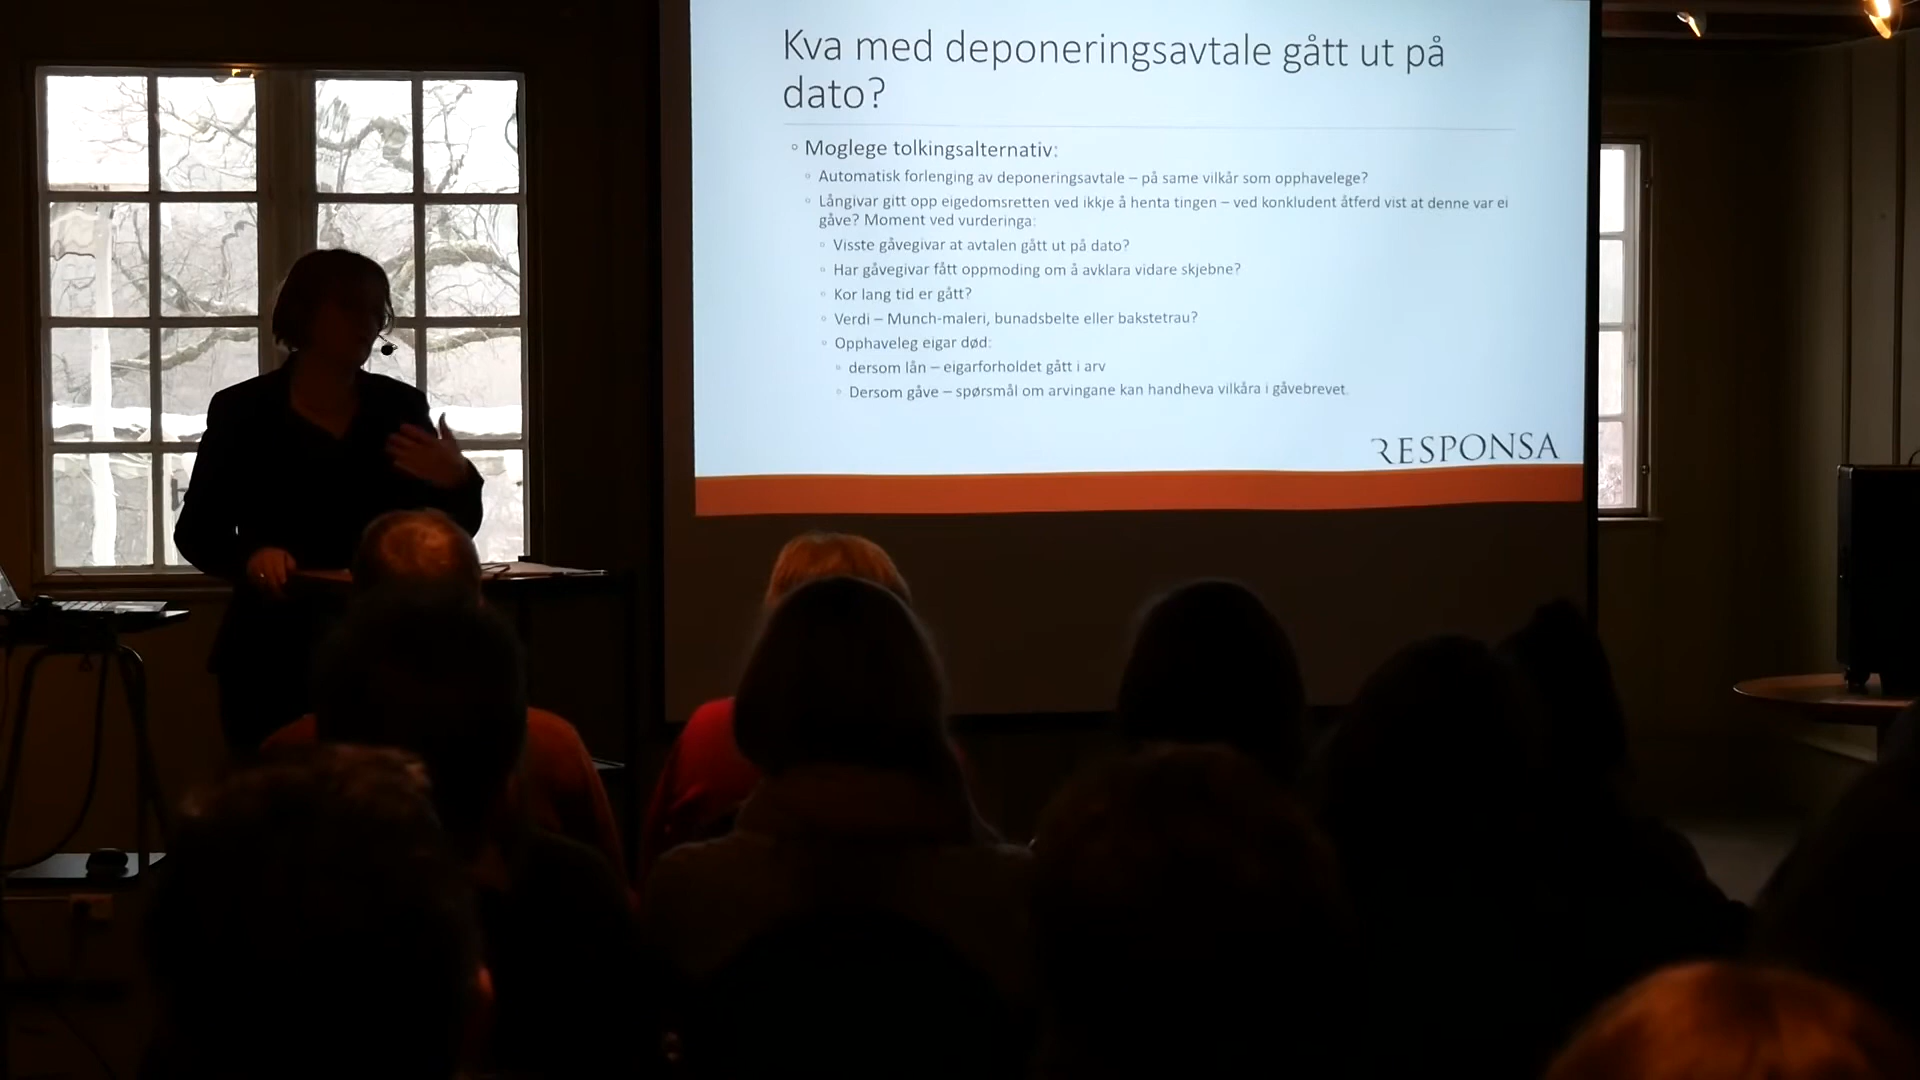 Kva med deponeringsavtale gått ut på
dato?
Moglege tolkingsalternativ:
Automatisk forlenging av deponeringsavtale – på same vilkår som opphavelege?
Långivar gitt opp eigedomsretten ved ikkje å henta tingen – ved konkludent åtferd vist at denne var ei
gåve? Moment ved vurderinga:
Visste gåvegivar at avtalen gått ut på dato?
Har gåvegivar fått oppmoding om å avklara vidare skjebne?
Kor lang tid er gått?
Verdi – Munch-maleri, bunadsbelte eller bakstetrau?
Opphaveleg eigar død:
dersom lån – eigarforholdet gått i arv
Dersom gåve – spørsmål om arvingane kan handheva vilkåra i gåvebrevet.
RESPONSA